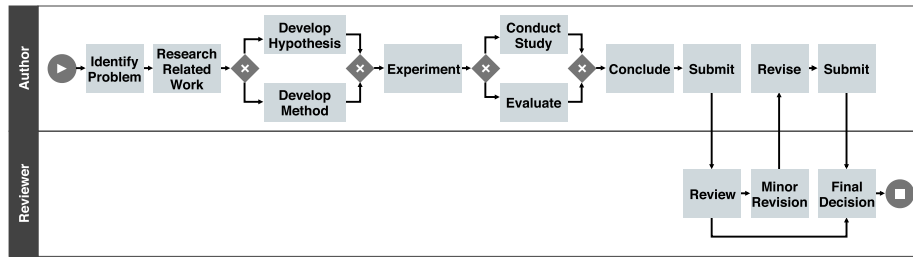 Author
Identify
Problem
Research
Related
Work
Develop
Hypothesis
Develop
Method
Experiment
Conduct
Study
Evaluate
Conclude
Submit
Revise
Submit
Reviewer
Review
Minor
Revision
Final
Decision